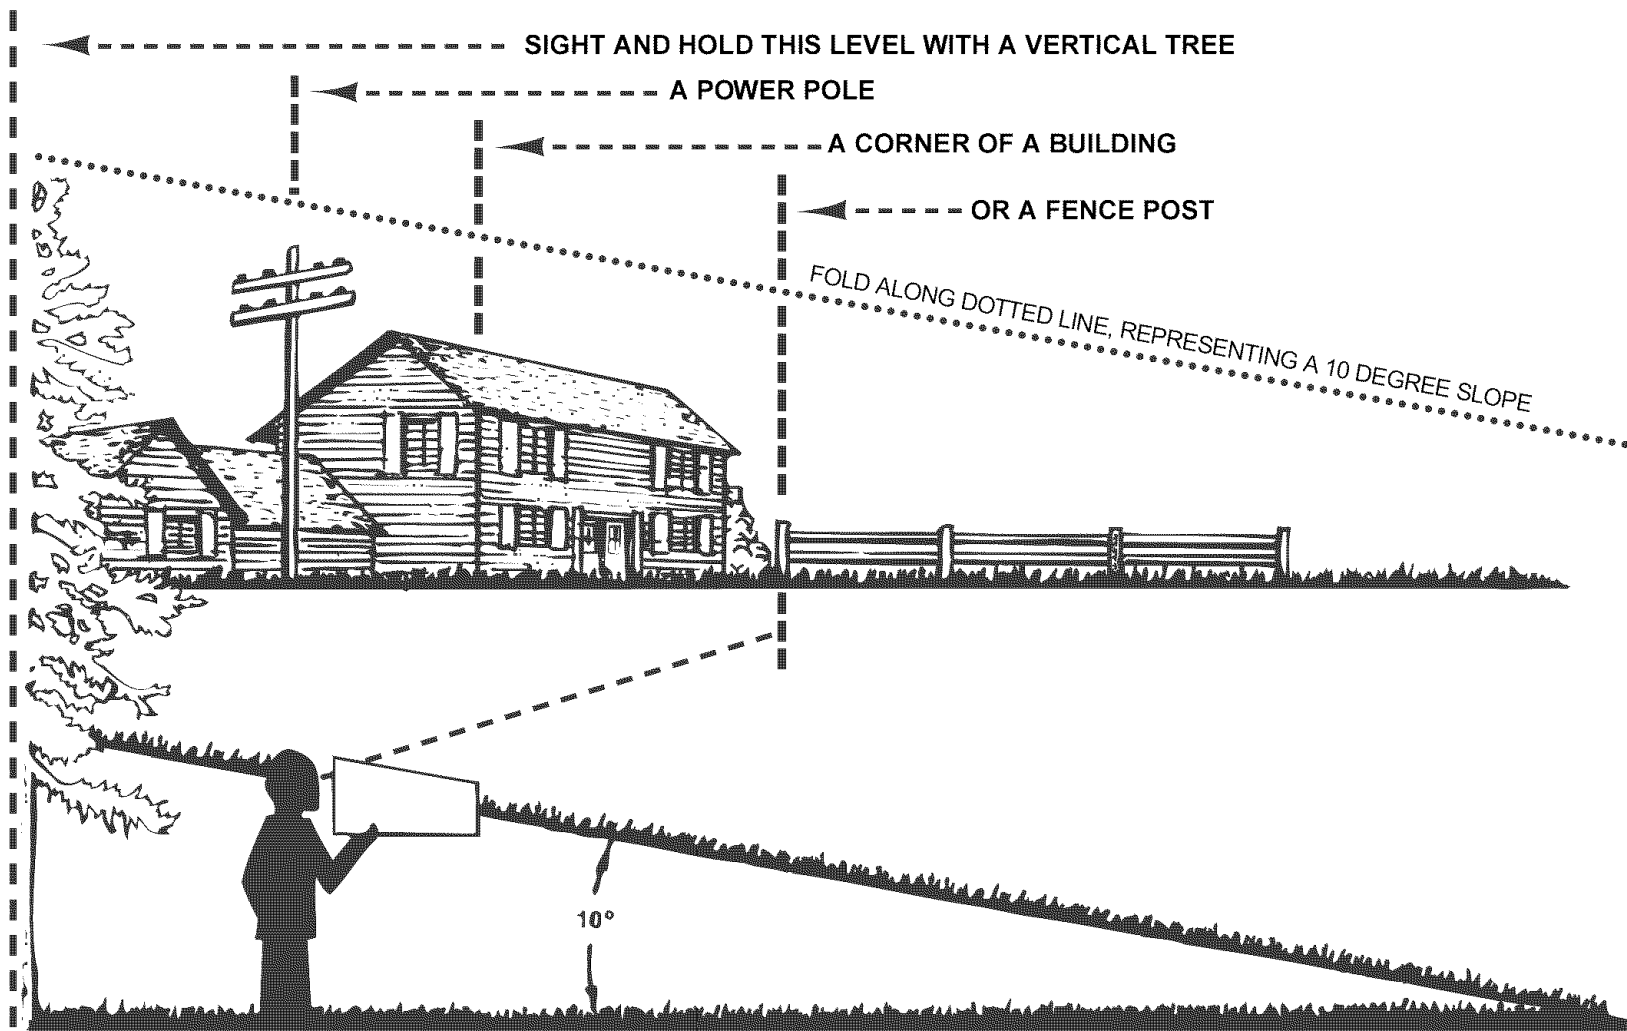 SIGHT AND HOLD THIS LEVEL WITH A VERTICAL TREE
A POWER POLE
A CORNER OF A BUILDING
OR A FENCE POST
FOLD ALONG DOTTED LINE, REPRESENTING A 10 DEGREE SLOPE
10°